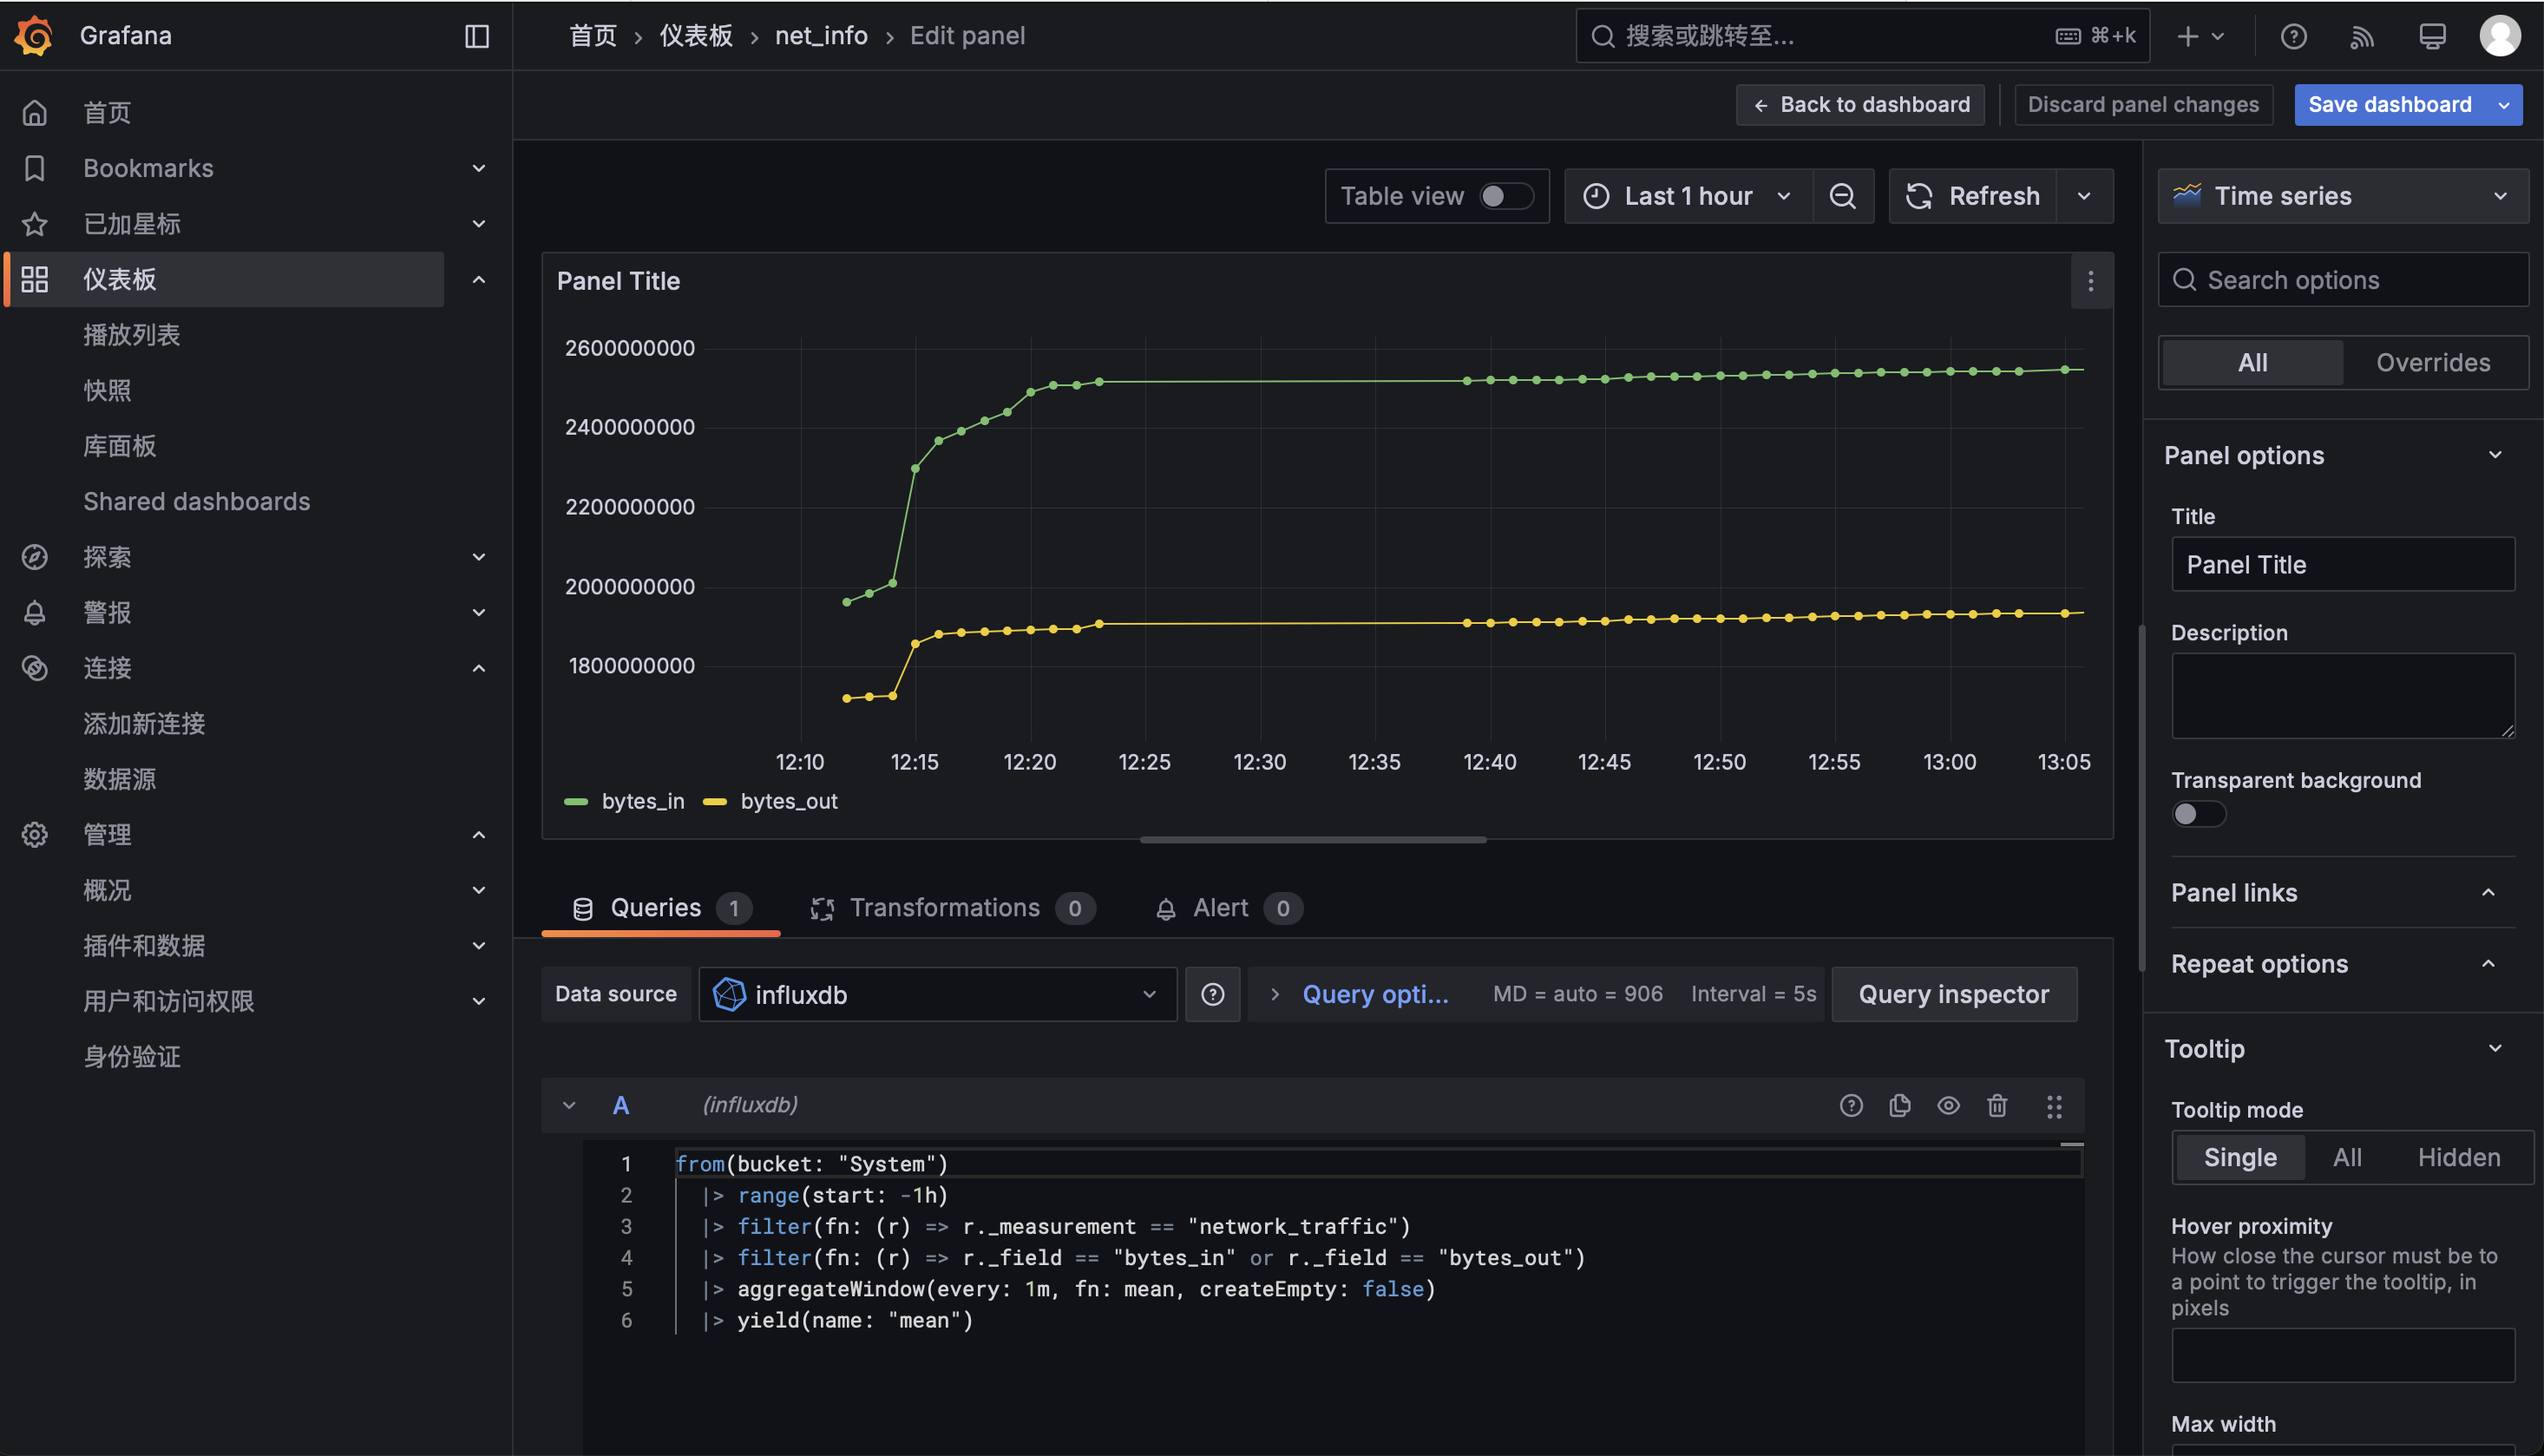 Grafana
首页 › 仪表板 › net_info › Edit panel
搜索或跳转至...
⌘+k
Back to dashboard
Discard panel changes
Save dashboard
首页
Bookmarks
已加星标
仪表板
播放列表
快照
库面板
Shared dashboards
探索
警报
连接
添加新连接
数据源
管理
概况
插件和数据
用户和访问权限
身份验证
Table view
Last 1 hour
Refresh
Panel Title
2600000000
2400000000
2200000000
2000000000
1800000000
12:10 12:15 12:20 12:25 12:30 12:35 12:40 12:45 12:50 12:55 13:00 13:05
bytes_in bytes_out
Queries 1 Transformations 0 Alert 0
Data source influxdb Query opti... MD = auto = 906 Interval = 5s Query inspector
A (influxdb)
1 from(bucket: "System")
2 |> range(start: -1h)
3 |> filter(fn: (r) => r._measurement == "network_traffic")
4 |> filter(fn: (r) => r._field == "bytes_in" or r._field == "bytes_out")
5 |> aggregateWindow(every: 1m, fn: mean, createEmpty: false)
6 |> yield(name: "mean")
Time series
Search options
All Overrides
Panel options
Title
Panel Title
Description
Transparent background
Panel links
Repeat options
Tooltip
Tooltip mode
Single All Hidden
Hover proximity
How close the cursor must be to
a point to trigger the tooltip, in
pixels
Max width